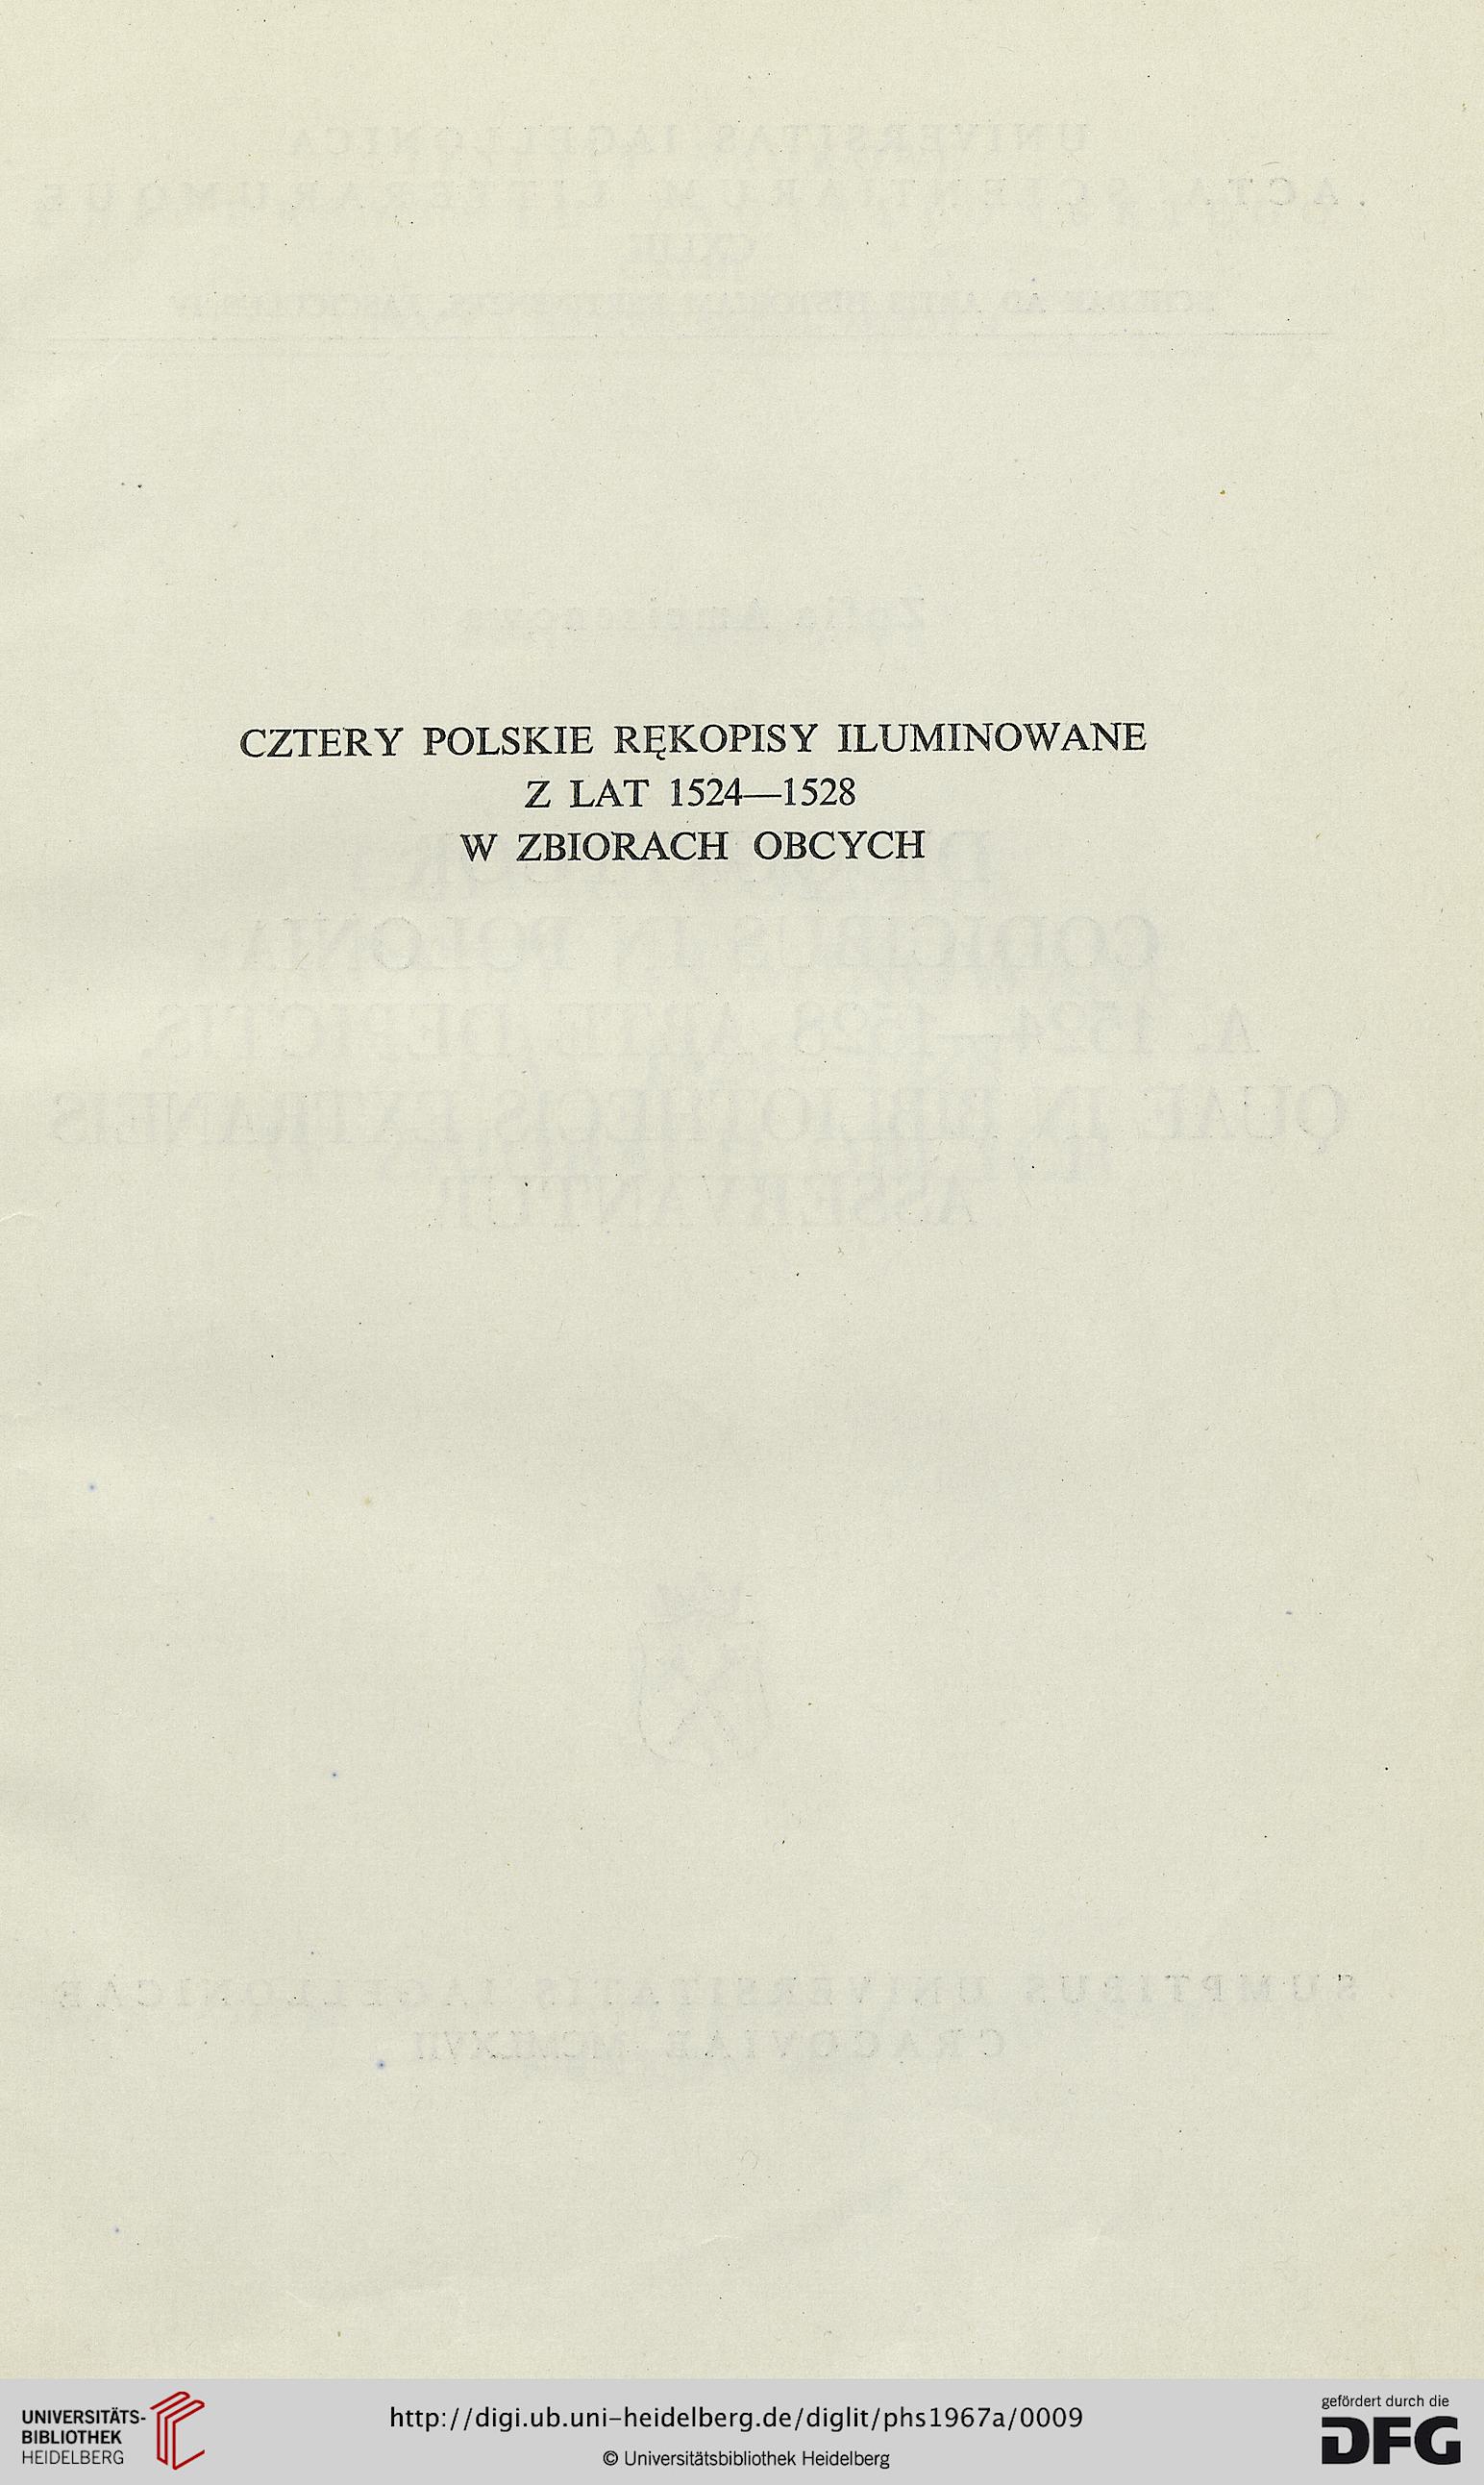 CZTERY POLSKIE RĘKOPISY ILUMINOWANE
Z LAT 1524—1528
W ZBIORACH OBCYCH
UNIVERSITÄTS-
BIBLIOTHEK
HEIDELBERG
http://digi.ub.uni-heidelberg.de/diglit/phs1967a/0009
© Universitätsbibliothek Heidelberg
gefördert durch die
DFG